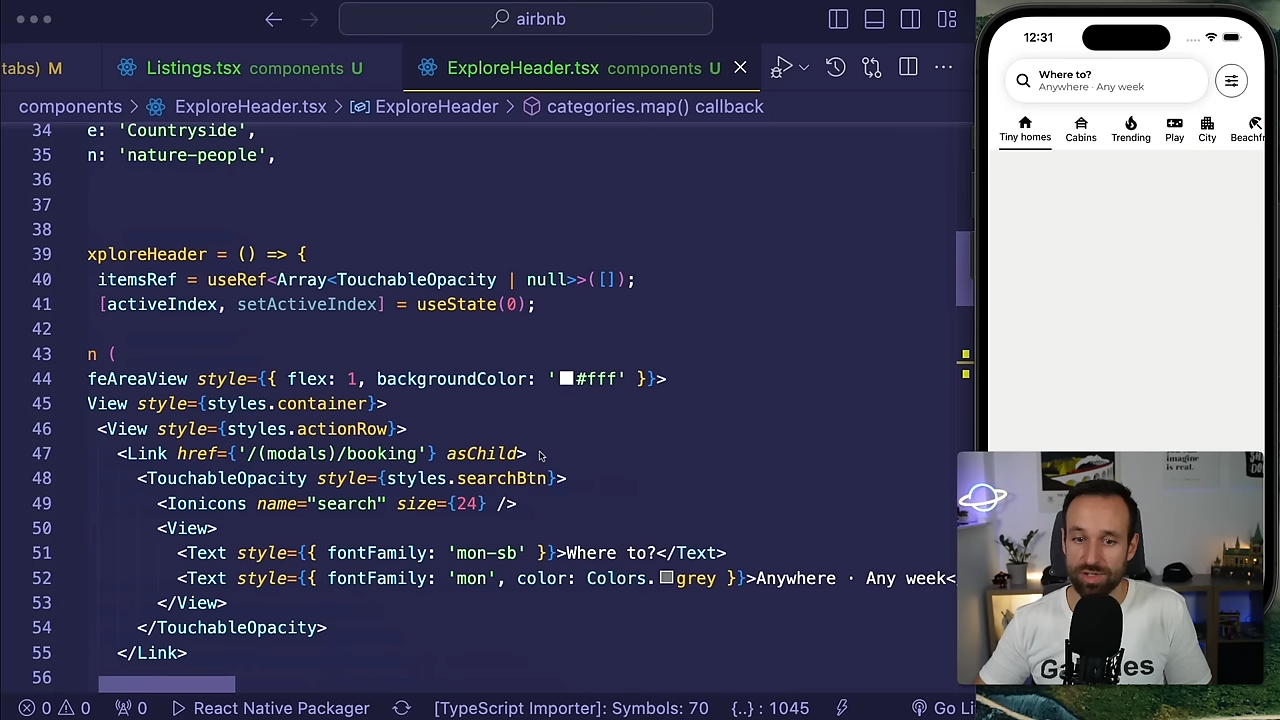 airbnb
tabs) M
Listings.tsx components U
ExploreHeader.tsx components U
components > ExploreHeader.tsx > ExploreHeader > categories.map() callback
34 e: 'Countryside',
35 n: 'nature-people',
36
37
38
39 xploreHeader = () => {
40 itemsRef = useRef<Array<TouchableOpacity | null>>([]);
41 [activeIndex, setActiveIndex] = useState(0);
42
43 n (
44 feAreaView style={{ flex: 1, backgroundColor: '#fff' }}>
45 View style={styles.container}>
46 <View style={styles.actionRow}>
47 <Link href={'/(modals)/booking'} asChild>
48 <TouchableOpacity style={styles.searchBtn}>
49 <Ionicons name="search" size={24} />
50 <View>
51 <Text style={{ fontFamily: 'mon-sb' }}>Where to?</Text>
52 <Text style={{ fontFamily: 'mon', color: Colors.grey }}>Anywhere · Any week<
53 </View>
54 </TouchableOpacity>
55 </Link>
56
0 0 0 React Native Packager [TypeScript Importer]: Symbols: 70 {..} : 1045 Go Li
12:31
Where to?
Anywhere · Any week
Tiny homes Cabins Trending Play City Beachfr
imagine
is real.